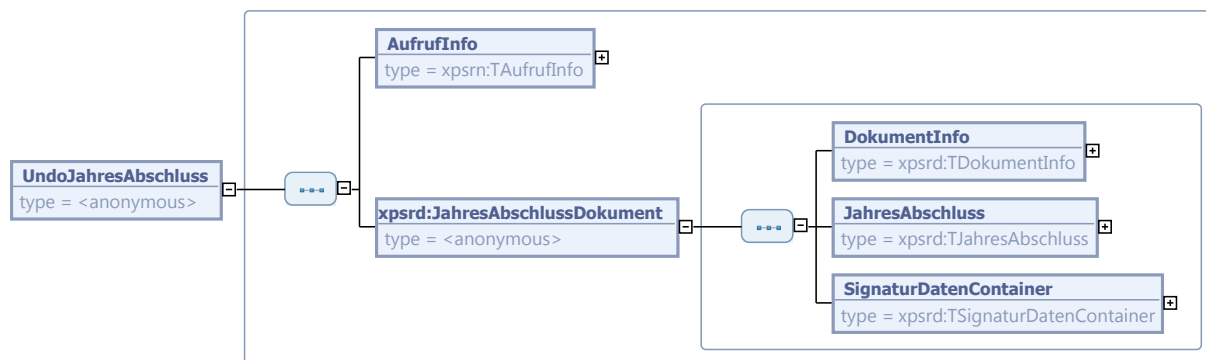 AufrufInfo
type = xpsrn:TAufrufInfo
DokumentInfo
type = xpsrd:TDokumentInfo
UndoJahresAbschluss
type = <anonymous>
xpsrd:JahresAbschlussDokument
type = <anonymous>
JahresAbschluss
type = xpsrd:TJahresAbschluss
SignaturDatenContainer
type = xpsrd:TSignaturDatenContainer